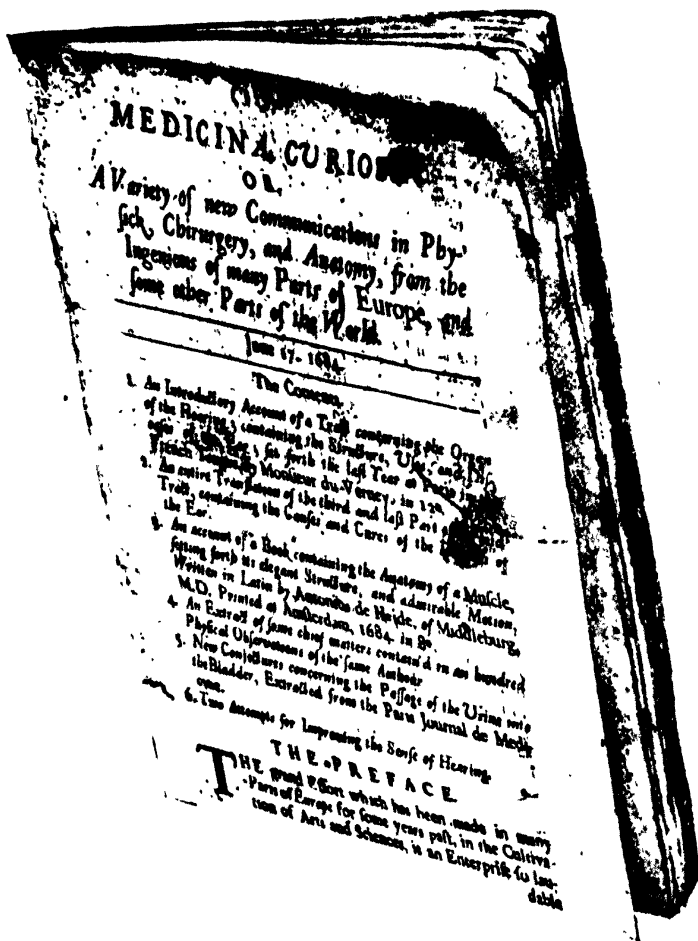 MEDICINA CURIOSA
OR,
A Variety of new Communications in Phy-
sick, Chirurgery, and Anatomy, from the
Ingenious of many Parts of Europe, and
some other Parts of the World.
June 17. 1684.
The Contents.
1. An Introductory Account of a Tract concerning the Organ
of the Hearing; containing the Structure, Uses, and
set forth the last Year at Paris in
French by Monsieur du Verney, in 120.
2. An entire Translation of the third and last Part
Tract, containing the Causes and Cures of the of
the Ear.
3. An account of a Book containing the Anatomy of a Muscle,
setting forth its elegant Structure, and admirable Motion;
Written in Latin by Antonius de Heide, of Middleburg,
M.D. Printed at Amsterdam, 1684. in 8o.
4. An Extract of some chief matters contain'd in an hundred
Physical Observations of the same Author.
5. New Conjectures concerning the Passage of the Urine into
the Bladder, Extracted from the Paris Journal de Medi-
cine.
6. Two Attempts for Improving the Sense of Hearing.
THE PREFACE
THE grand Effort which has been made in many
Parts of Europe for some years past, in the Cultiva-
tion of Arts and Sciences, is an Enterprise so lau-
dable